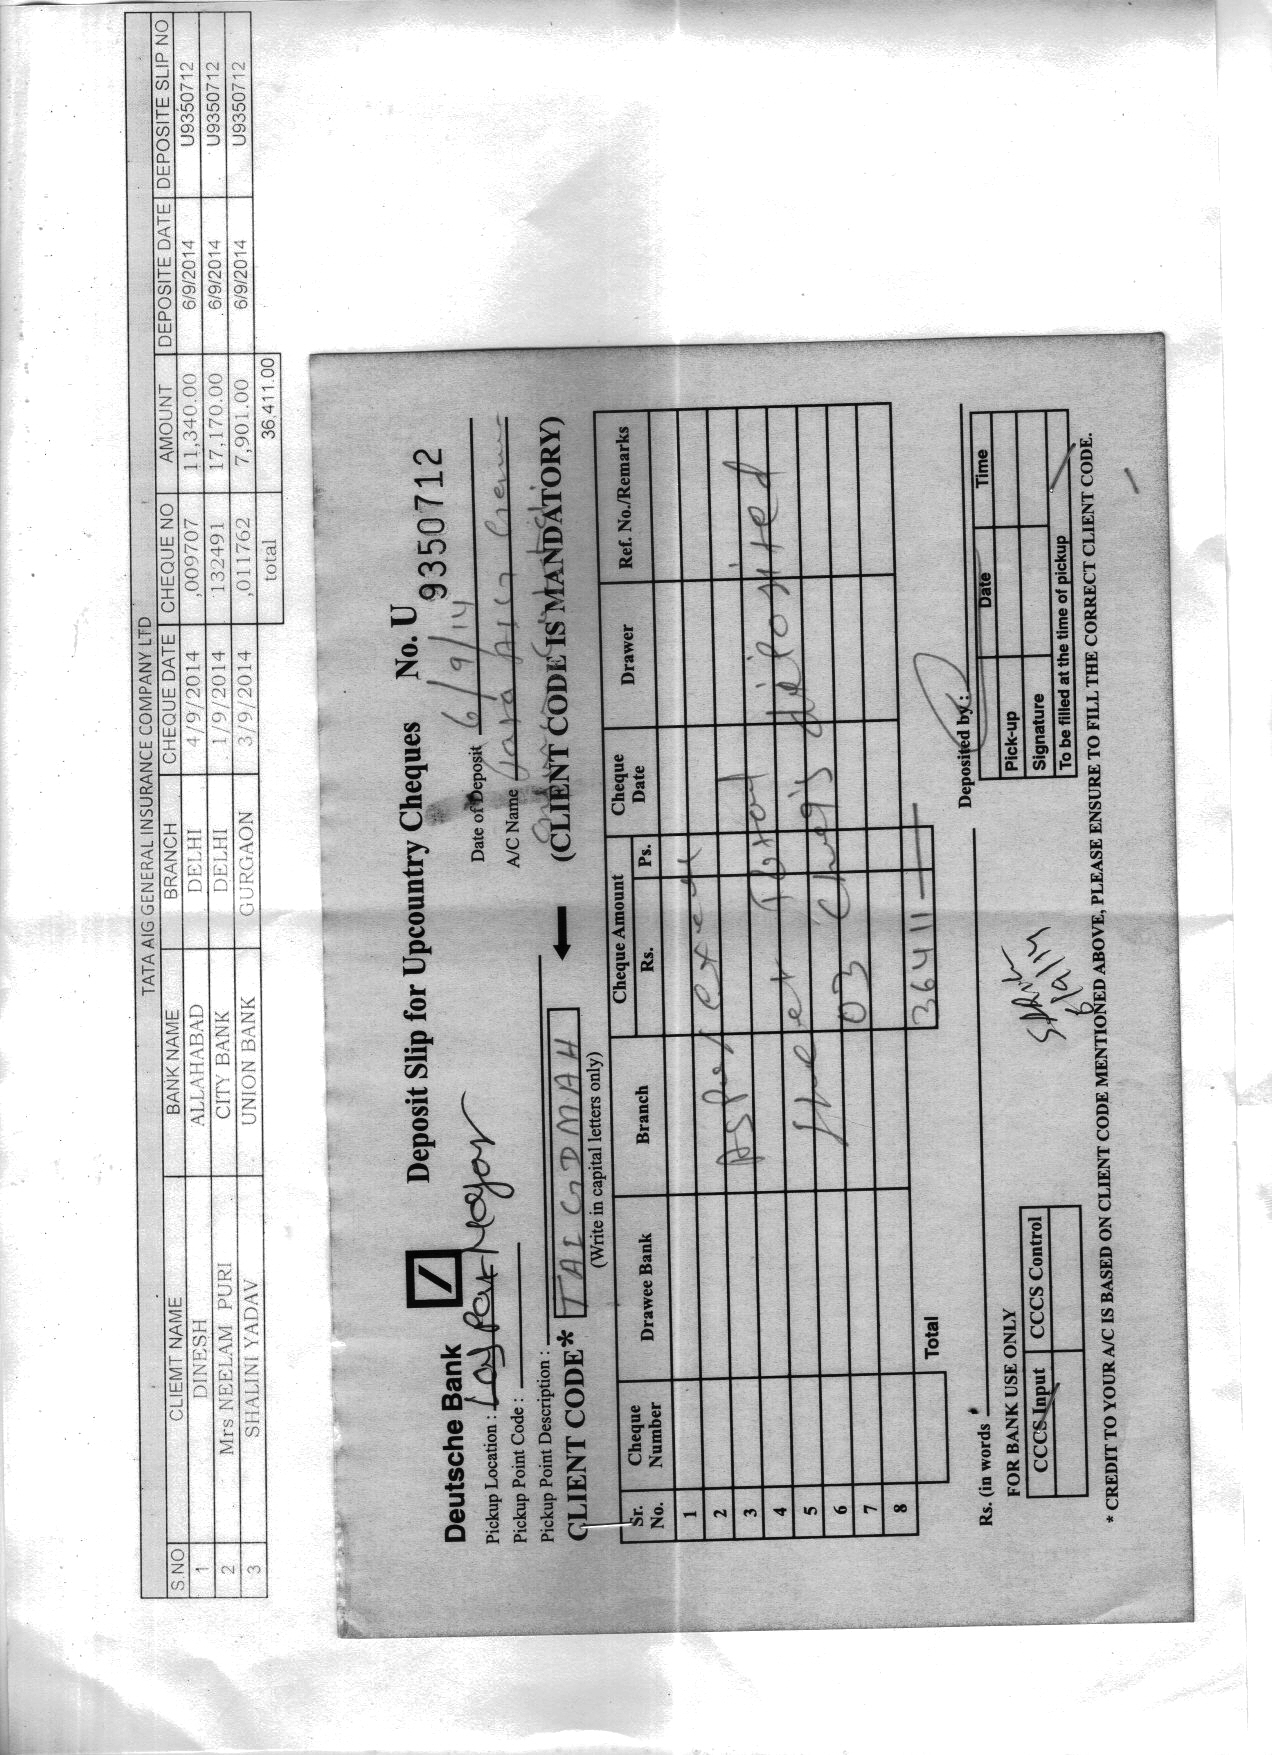 TATA AIG GENERAL INSURANCE COMPANY LTD
S.NO CLIEMT NAME BANK NAME BRANCH CHEQUE DATE CHEQUE NO AMOUNT DEPOSITE DATE DEPOSITE SLIP NO
1 DINESH ALLAHABAD DELHI 4/9/2014 ,009707 11,340.00 6/9/2014 U9350712
2 Mrs NEELAM PURI CITY BANK DELHI 1/9/2014 132491 17,170.00 6/9/2014 U9350712
3 SHALINI YADAV UNION BANK GURGAON 3/9/2014 ,011762 7,901.00 6/9/2014 U9350712
total 36,411.00
Deutsche Bank
Deposit Slip for Upcountry Cheques No. U 9350712
Pickup Location : Lajpat Nagar
Date of Deposit 6/9/14
Pickup Point Code :
A/C Name Tata AIG General
Pickup Point Description :
CLIENT CODE* TALGDMAH (CLIENT CODE IS MANDATORY)
(Write in capital letters only)
Sr. No. Cheque Number Drawee Bank Branch Cheque Amount Rs. Ps. Cheque Date Drawer Ref. No./Remarks
1
2
3
4
5
6
7
8
As per excel
sheet total
03 Chq's deposited
Total 36411
Rs. (in words
Deposited by :
FOR BANK USE ONLY
CCCS Input CCCS Control
Date Time
Pick-up
Signature
To be filled at the time of pickup
6/9/14
* CREDIT TO YOUR A/C IS BASED ON CLIENT CODE MENTIONED ABOVE, PLEASE ENSURE TO FILL THE CORRECT CLIENT CODE.